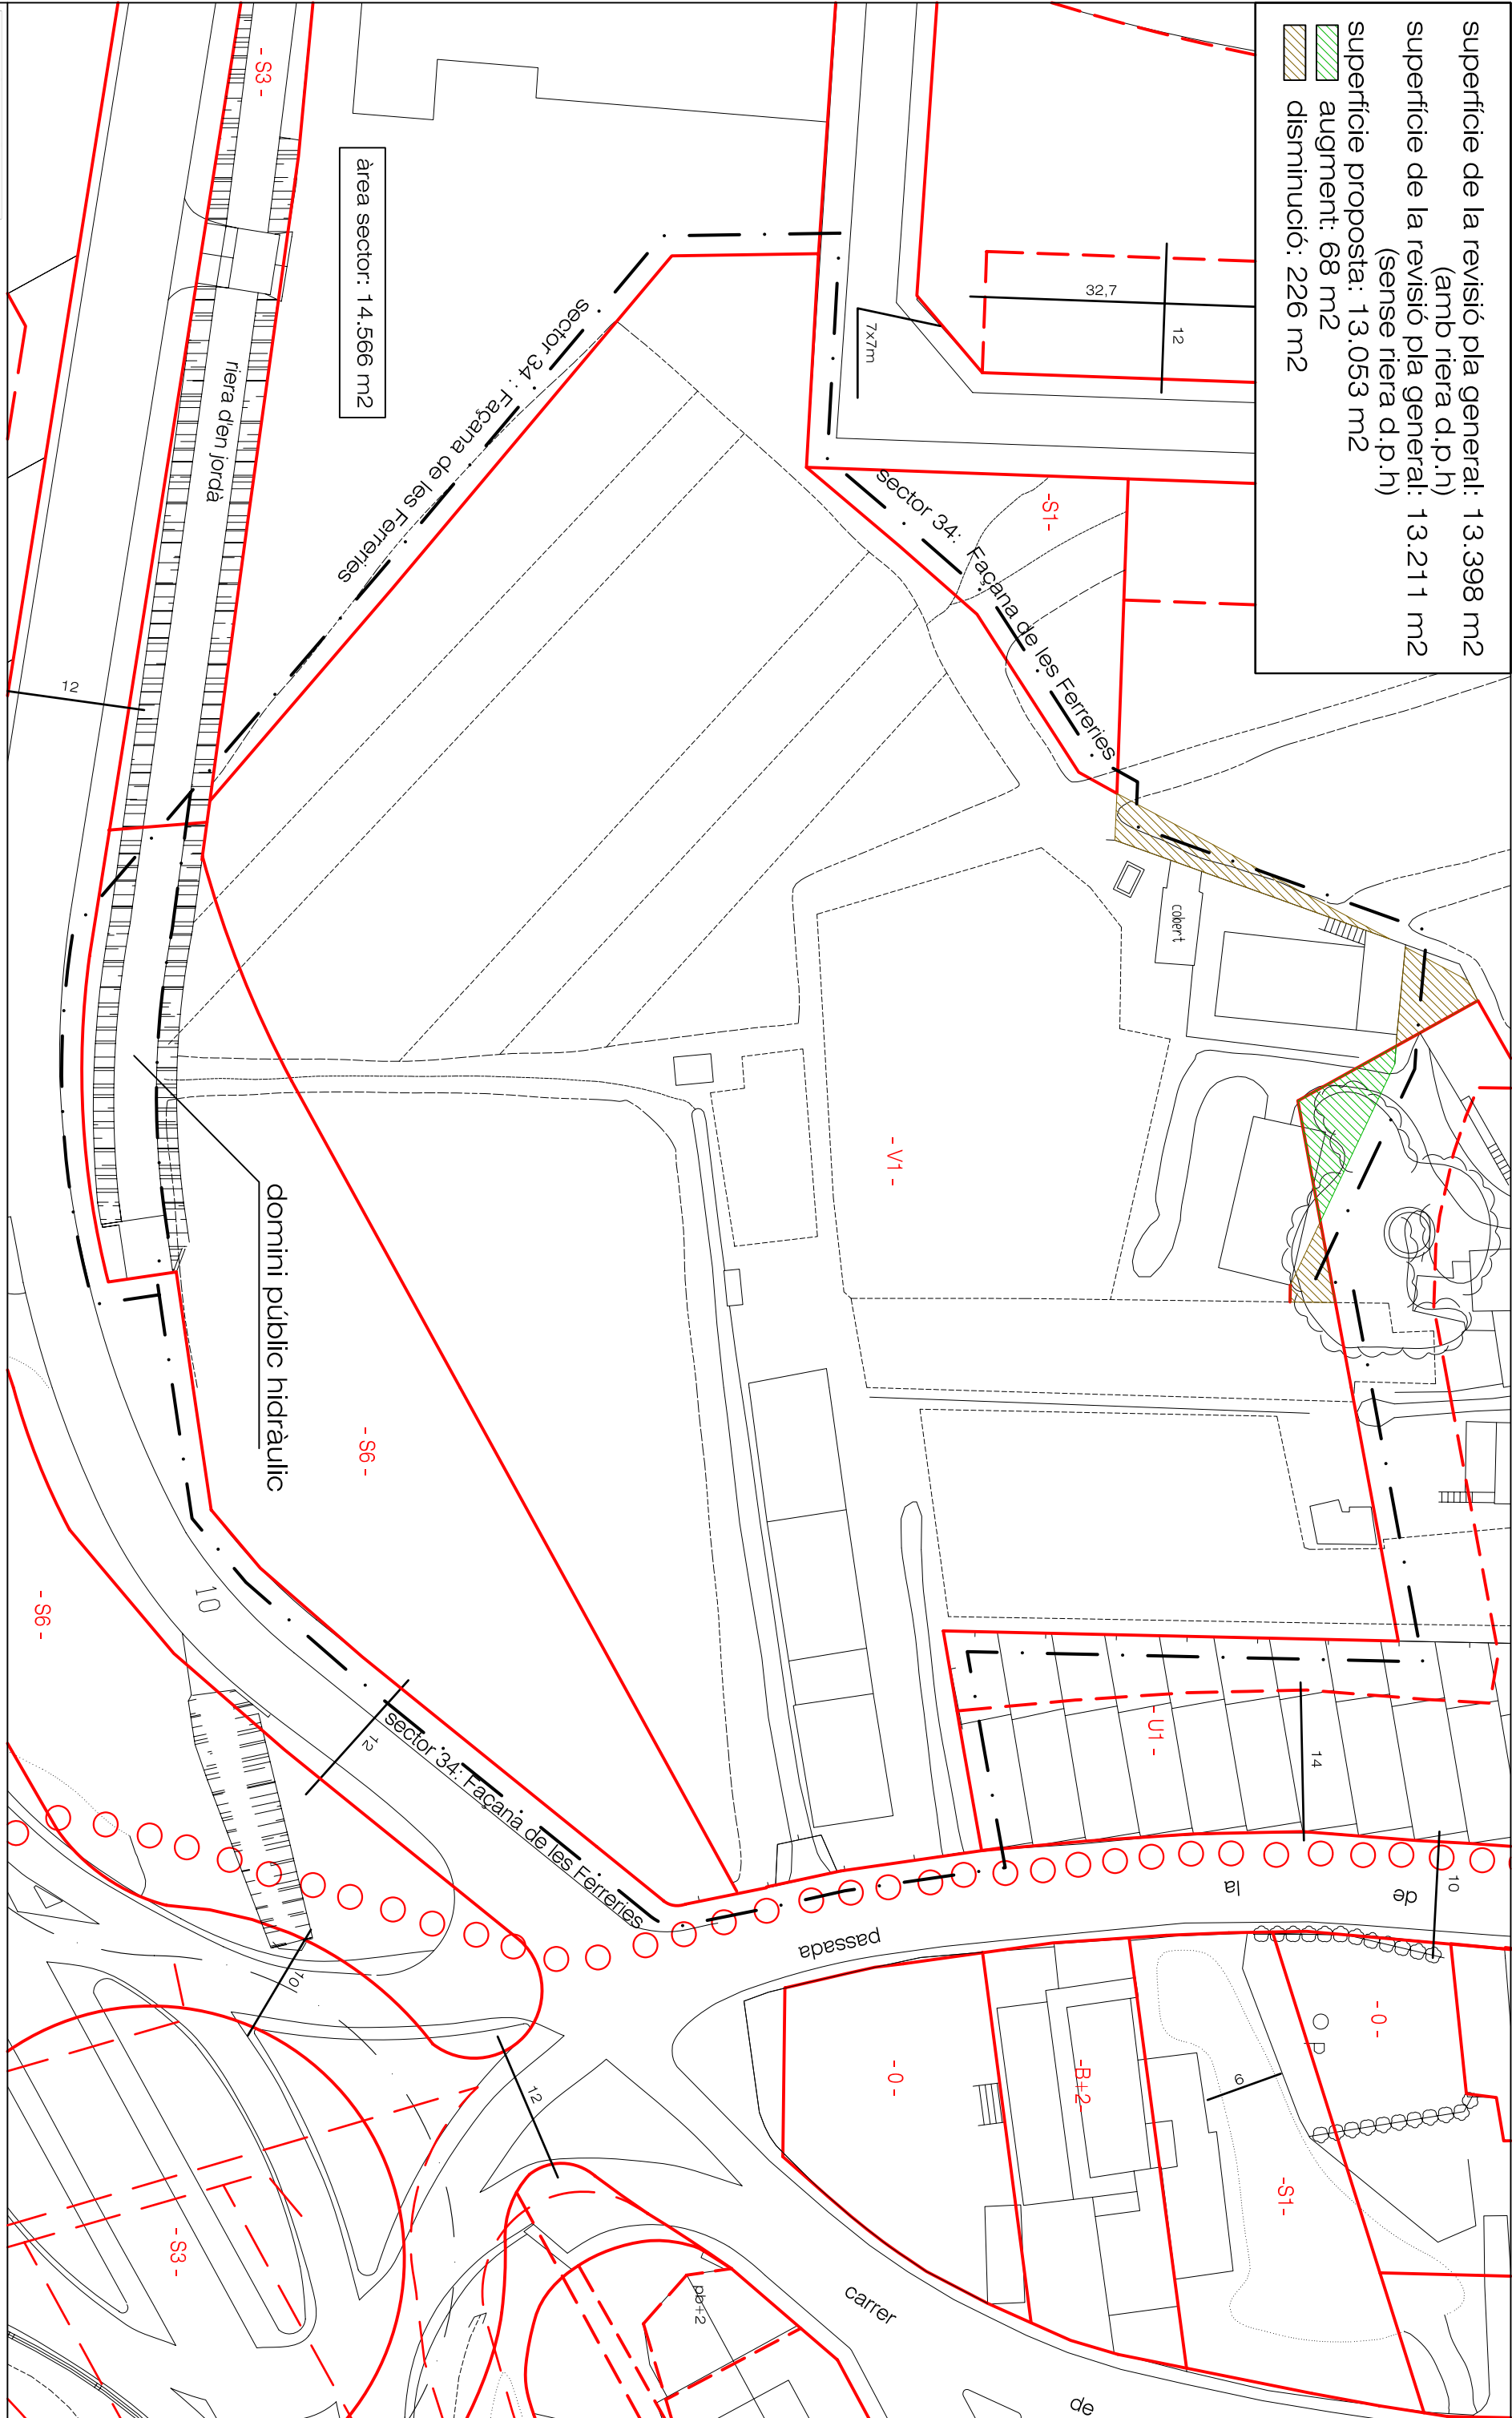 superfície de la revisió pla general: 13.398 m2
(amb riera d.p.h)
superfície de la revisió pla general: 13.211 m2
(sense riera d.p.h)
superfície proposta: 13.053 m2
augment: 68 m2
disminució: 226 m2
32,7
12
7x7m
-S1-
sector 34: Façana de les Ferreries
àrea sector: 14.566 m2
sector 34 : Façana de les Ferreries
- S3 -
riera d'en jordà
12
cobert
- V1 -
domini públic hidràulic
- S6 -
- S6 -
10
12
sector 34: Façana de les Ferreries
- U1 -
14
10
passada
la
de
10
12
- S3 -
- 0 -
-B+2-
6
- 0 -
P
-S1-
pb+2
carrer
de